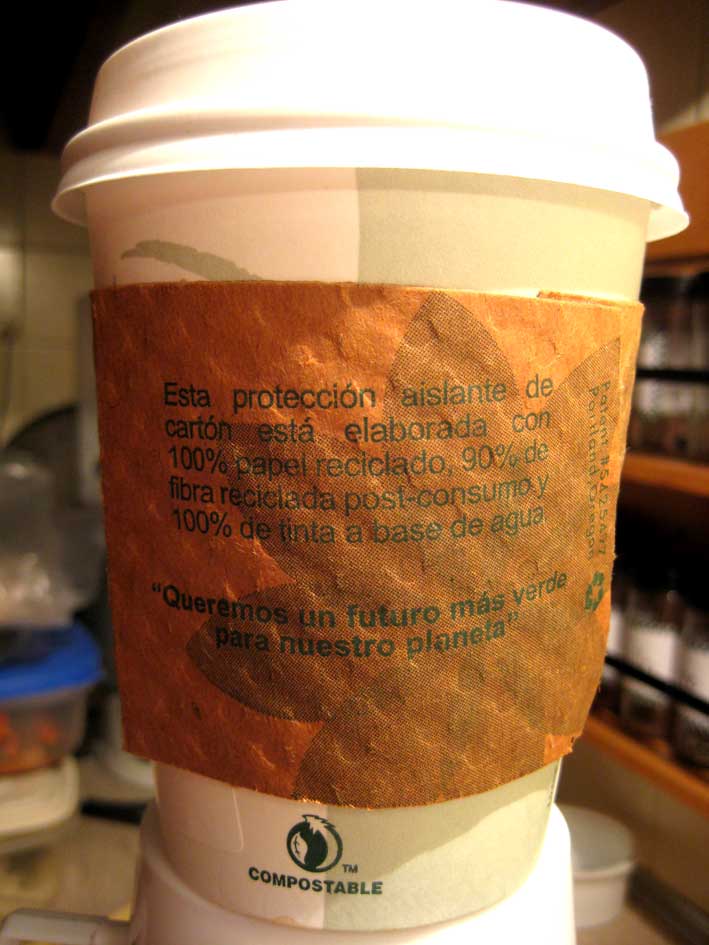 Esta protección aislante de
cartón está elaborada con
100% papel reciclado, 90% de
fibra reciclada post-consumo y
100% de tinta a base de agua
“Queremos un futuro más verde
para nuestro planeta”
Portland, Oregon
TM
COMPOSTABLE